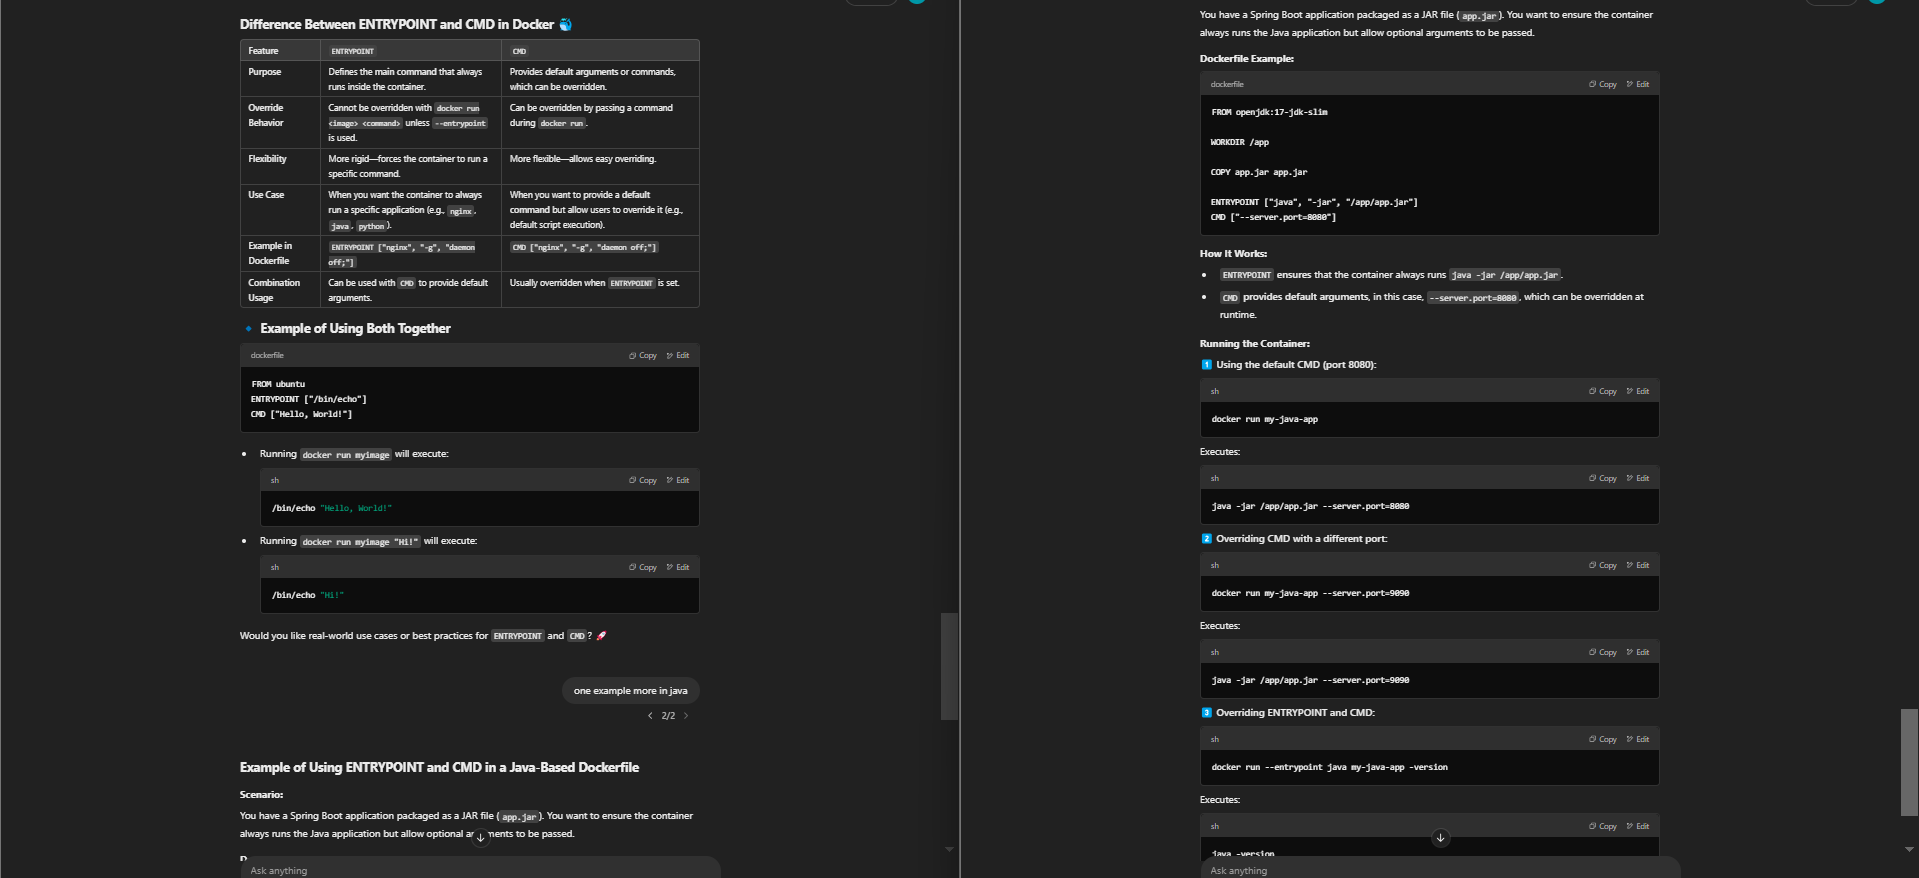 Difference Between ENTRYPOINT and CMD in Docker
Feature ENTRYPOINT CMD
Purpose
Defines the main command that always
runs inside the container.
Provides default arguments or commands,
which can be overridden.
Override
Behavior
Cannot be overridden with docker run
<image> <command> unless --entrypoint
is used.
Can be overridden by passing a command
during docker run.
Flexibility
More rigid—forces the container to run a
specific command.
More flexible—allows easy overriding.
Use Case
When you want the container to always
run a specific application (e.g., nginx,
java, python).
When you want to provide a default
command but allow users to override it (e.g.,
default script execution).
Example in
Dockerfile
ENTRYPOINT ["nginx", "-g", "daemon
off;"]
CMD ["nginx", "-g", "daemon off;"]
Combination
Usage
Can be used with CMD to provide default
arguments.
Usually overridden when ENTRYPOINT is set.
Example of Using Both Together
dockerfile Copy Edit
FROM ubuntu
ENTRYPOINT ["/bin/echo"]
CMD ["Hello, World!"]
• Running docker run myimage will execute:
sh Copy Edit
/bin/echo "Hello, World!"
• Running docker run myimage "Hi!" will execute:
sh Copy Edit
/bin/echo "Hi!"
Would you like real-world use cases or best practices for ENTRYPOINT and CMD? 🚀
one example more in java
< 2/2 >
Example of Using ENTRYPOINT and CMD in a Java-Based Dockerfile
Scenario:
You have a Spring Boot application packaged as a JAR file (app.jar). You want to ensure the container
always runs the Java application but allow optional arguments to be passed.
Ask anything
You have a Spring Boot application packaged as a JAR file (app.jar). You want to ensure the container
always runs the Java application but allow optional arguments to be passed.
Dockerfile Example:
dockerfile Copy Edit
FROM openjdk:17-jdk-slim
WORKDIR /app
COPY app.jar app.jar
ENTRYPOINT ["java", "-jar", "/app/app.jar"]
CMD ["--server.port=8080"]
How It Works:
• ENTRYPOINT ensures that the container always runs java -jar /app/app.jar.
• CMD provides default arguments, in this case, --server.port=8080, which can be overridden at
runtime.
Running the Container:
1 Using the default CMD (port 8080):
sh Copy Edit
docker run my-java-app
Executes:
sh Copy Edit
java -jar /app/app.jar --server.port=8080
2 Overriding CMD with a different port:
sh Copy Edit
docker run my-java-app --server.port=9090
Executes:
sh Copy Edit
java -jar /app/app.jar --server.port=9090
3 Overriding ENTRYPOINT and CMD:
sh Copy Edit
docker run --entrypoint java my-java-app -version
Executes:
sh Copy Edit
java -version
Ask anything